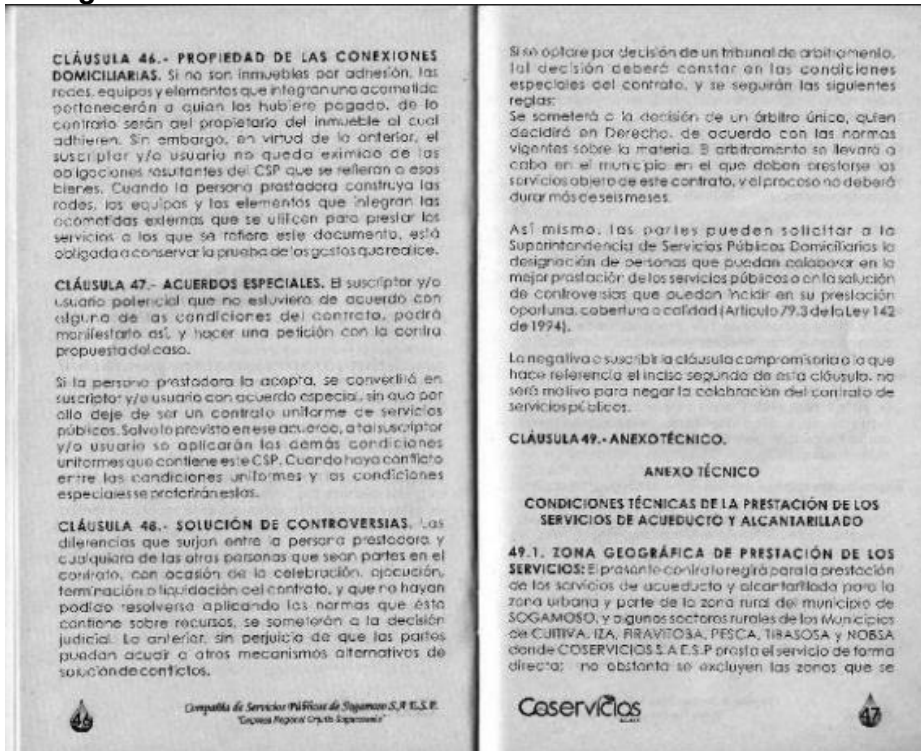 CLÁUSULA 46.- PROPIEDAD DE LAS CONEXIONES
DOMICILIARIAS. Si no son inmuebles por adhesión, las
redes, equipos y elementos que integran una acometida
pertenecerán a quien los hubiere pagado, de lo
contrario serán del propietario del inmueble al cual
adhieren. Sin embargo, en virtud de lo anterior, el
suscriptor y/o usuario no queda eximido de las
obligaciones resultantes del CSP que se refieran a esos
bienes. Cuando la persona prestadora construya las
redes, los equipos y los elementos que integran las
acometidas externas que se utilicen para prestar los
servicios a los que se refiere este documento, está
obligada a conservar la prueba de los gastos que realice.
CLÁUSULA 47.- ACUERDOS ESPECIALES. El suscriptor y/o
usuario potencial que no estuviera de acuerdo con
alguna de las condiciones del contrato, podrá
manifestarlo así, y hacer una petición con la contra
propuesta del caso.
Si la persona prestadora la acepta, se convertirá en
suscriptor y/o usuario con acuerdo especial, sin que por
ello deje de ser un contrato uniforme de servicios
públicos. Salvo lo previsto en ese acuerdo, a tal suscriptor
y/o usuario se aplicarán las demás condiciones
uniformes que contiene este CSP. Cuando haya conflicto
entre las condiciones uniformes y las condiciones
especiales se preferirán estas.
CLÁUSULA 48.- SOLUCIÓN DE CONTROVERSIAS. Las
diferencias que surjan entre la persona prestadora y
cualquiera de las otras personas que sean partes en el
contrato, con ocasión de la celebración, ejecución,
terminación o liquidación del contrato, y que no hayan
podido resolverse aplicando las normas que ésta
contiene sobre recursos, se someterán a la decisión
judicial. Lo anterior, sin perjuicio de que las partes
puedan acudir a otros mecanismos alternativos de
solución de conflictos.
46
Compañía de Servicios Públicos de Sogamoso S.A E.S.P.
Si se optare por decisión de un tribunal de arbitramento,
tal decisión deberá constar en las condiciones
especiales del contrato, y se seguirán las siguientes
reglas:
Se someterá a la decisión de un árbitro único, quien
decidirá en Derecho, de acuerdo con las normas
vigentes sobre la materia. El arbitramento se llevará a
cabo en el municipio en el que deban prestarse los
servicios objeto de este contrato, y el proceso no deberá
durar más de seis meses.
Así mismo, las partes pueden solicitar a la
Superintendencia de Servicios Públicos Domiciliarios la
designación de personas que puedan colaborar en la
mejor prestación de los servicios públicos o en la solución
de controversias que puedan incidir en su prestación
oportuna, cobertura o calidad (Artículo 79.3 de la Ley 142
de 1994).
La negativa a suscribir la cláusula compromisoria a la que
hace referencia el inciso segundo de esta cláusula, no
será motivo para negar la celebración del contrato de
servicios públicos.
CLÁUSULA 49.- ANEXO TÉCNICO.
ANEXO TÉCNICO
CONDICIONES TÉCNICAS DE LA PRESTACIÓN DE LOS
SERVICIOS DE ACUEDUCTO Y ALCANTARILLADO
49.1. ZONA GEOGRÁFICA DE PRESTACIÓN DE LOS
SERVICIOS: El presente contrato regirá para la prestación
de los servicios de acueducto y alcantarillado para la
zona urbana y parte de la zona rural del municipio de
SOGAMOSO, y algunos sectores rurales de los Municipios
de CUITIVA, IZA, FIRAVITOBA, PESCA, TIBASOSA y NOBSA
donde COSERVICIOS S.A E.S.P presta el servicio de forma
directa; no obstante se excluyen las zonas que se
Coservicios
47